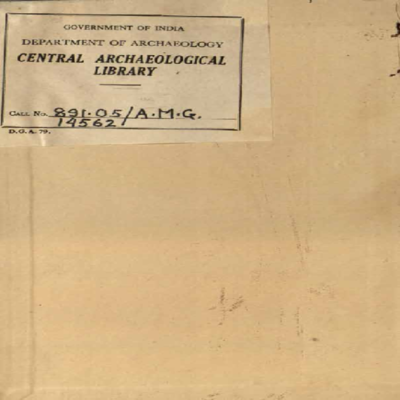 GOVERNMENT OF INDIA
DEPARTMENT OF ARCHAEOLOGY
CENTRAL ARCHAEOLOGICAL
LIBRARY
CALL No. 891.05/A.M.G.
14562
D.G.A. 79.